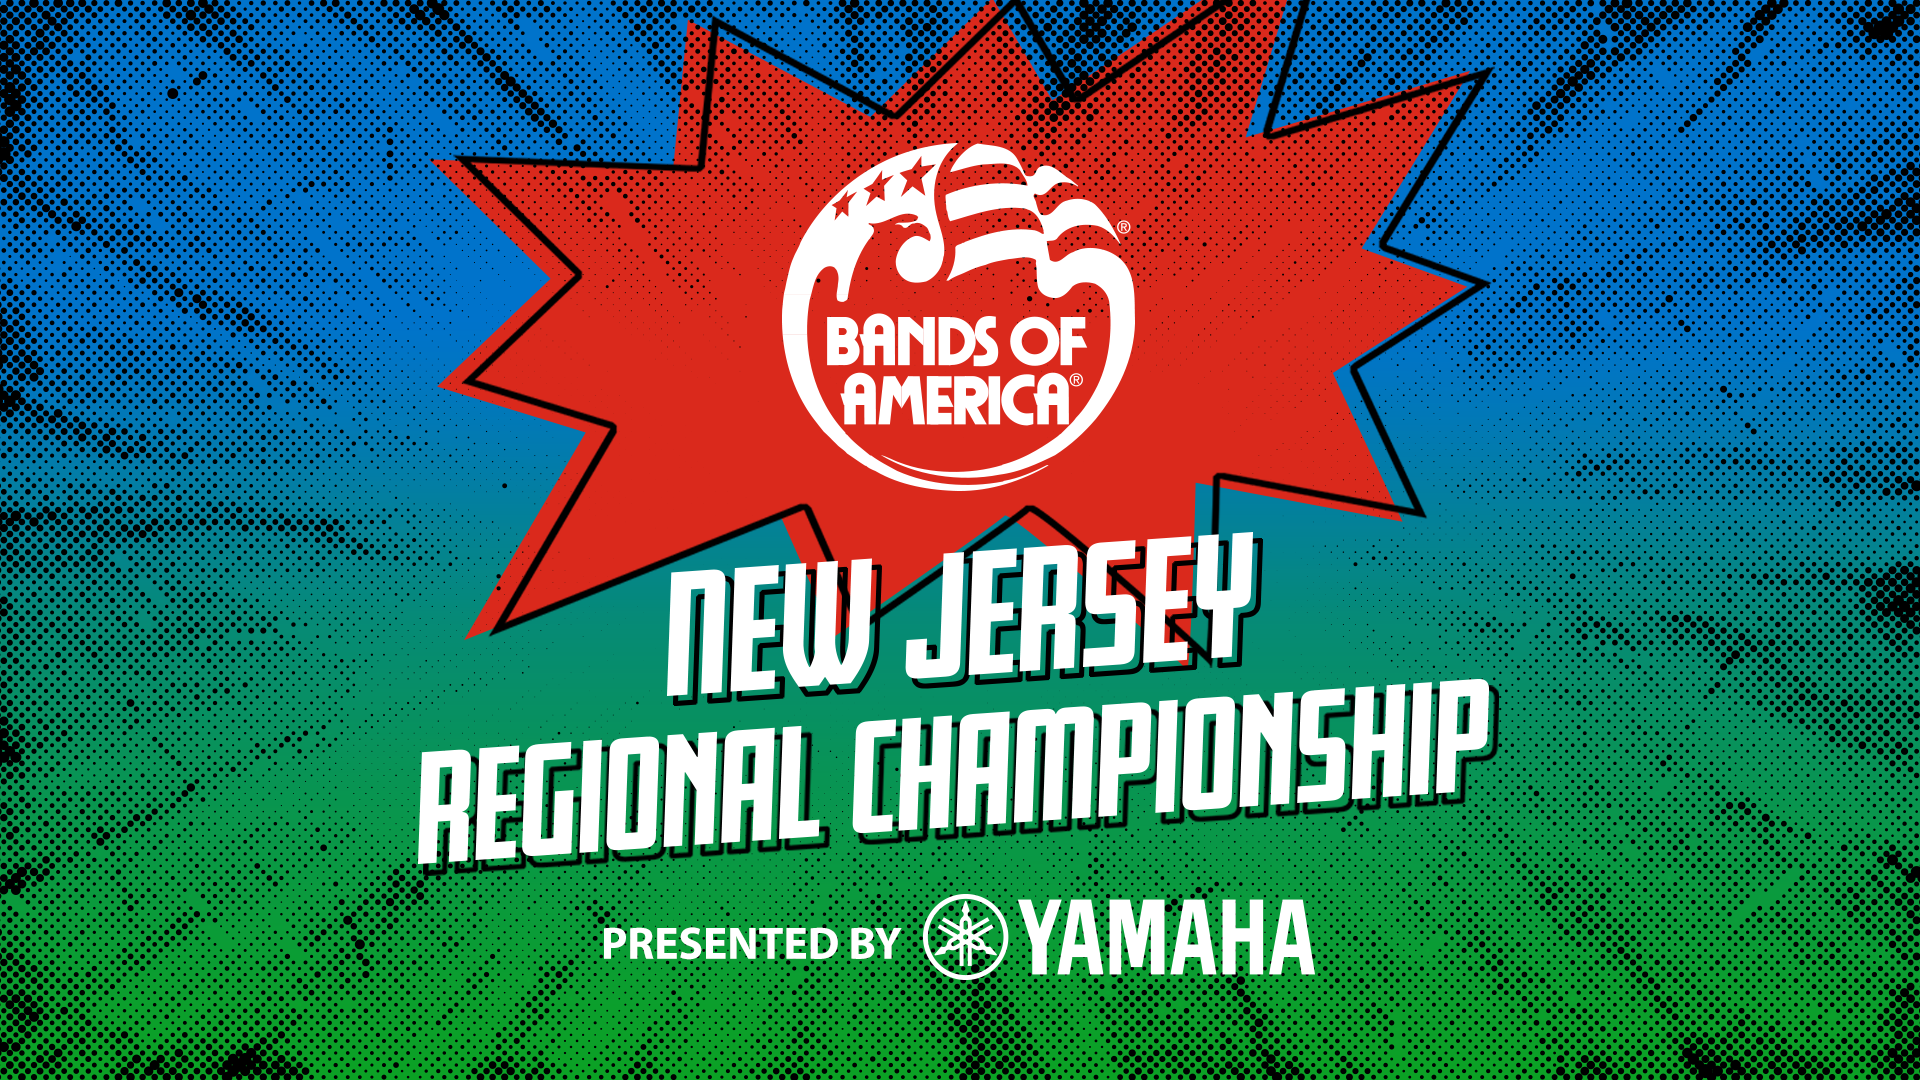 BANDS OF
AMERICA®
®
NEW JERSEY
REGIONAL CHAMPIONSHIP
PRESENTED BY YAMAHA